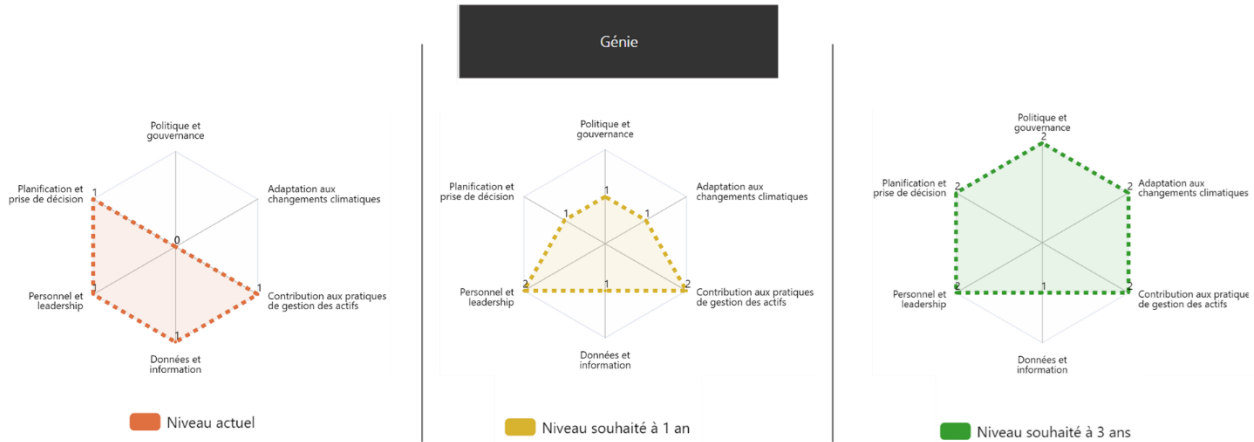 Génie
Politique et
gouvernance
Planification et
prise de décision
1
Adaptation aux
changements climatiques
0
Personnel et
leadership
1
1
Contribution aux pratiques
de gestion des actifs
1
Données et
information
Niveau actuel
Politique et
gouvernance
1
Planification et
prise de décision
1
1
Adaptation aux
changements climatiques
2
Personnel et
leadership
1
2
Contribution aux pratiques
de gestion des actifs
Données et
information
Niveau souhaité à 1 an
Politique et
gouvernance
2
Planification et
prise de décision
2
2
Adaptation aux
changements climatiques
2
Personnel et
leadership
1
2
Contribution aux pratique
de gestion des actifs
Données et
information
Niveau souhaité à 3 ans